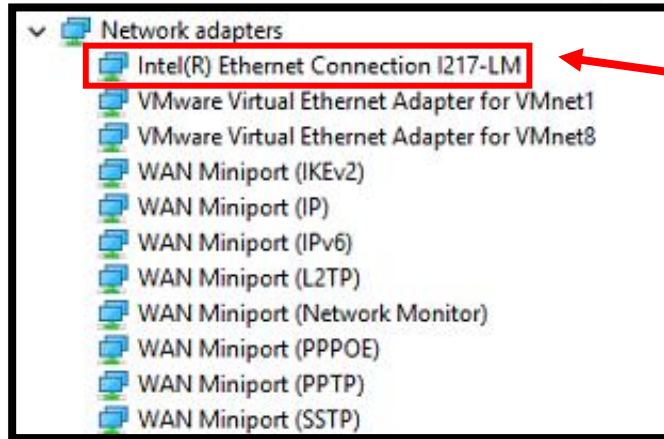 Network adapters
Intel(R) Ethernet Connection I217-LM
VMware Virtual Ethernet Adapter for VMnet1
VMware Virtual Ethernet Adapter for VMnet8
WAN Miniport (IKEv2)
WAN Miniport (IP)
WAN Miniport (IPv6)
WAN Miniport (L2TP)
WAN Miniport (Network Monitor)
WAN Miniport (PPPOE)
WAN Miniport (PPTP)
WAN Miniport (SSTP)